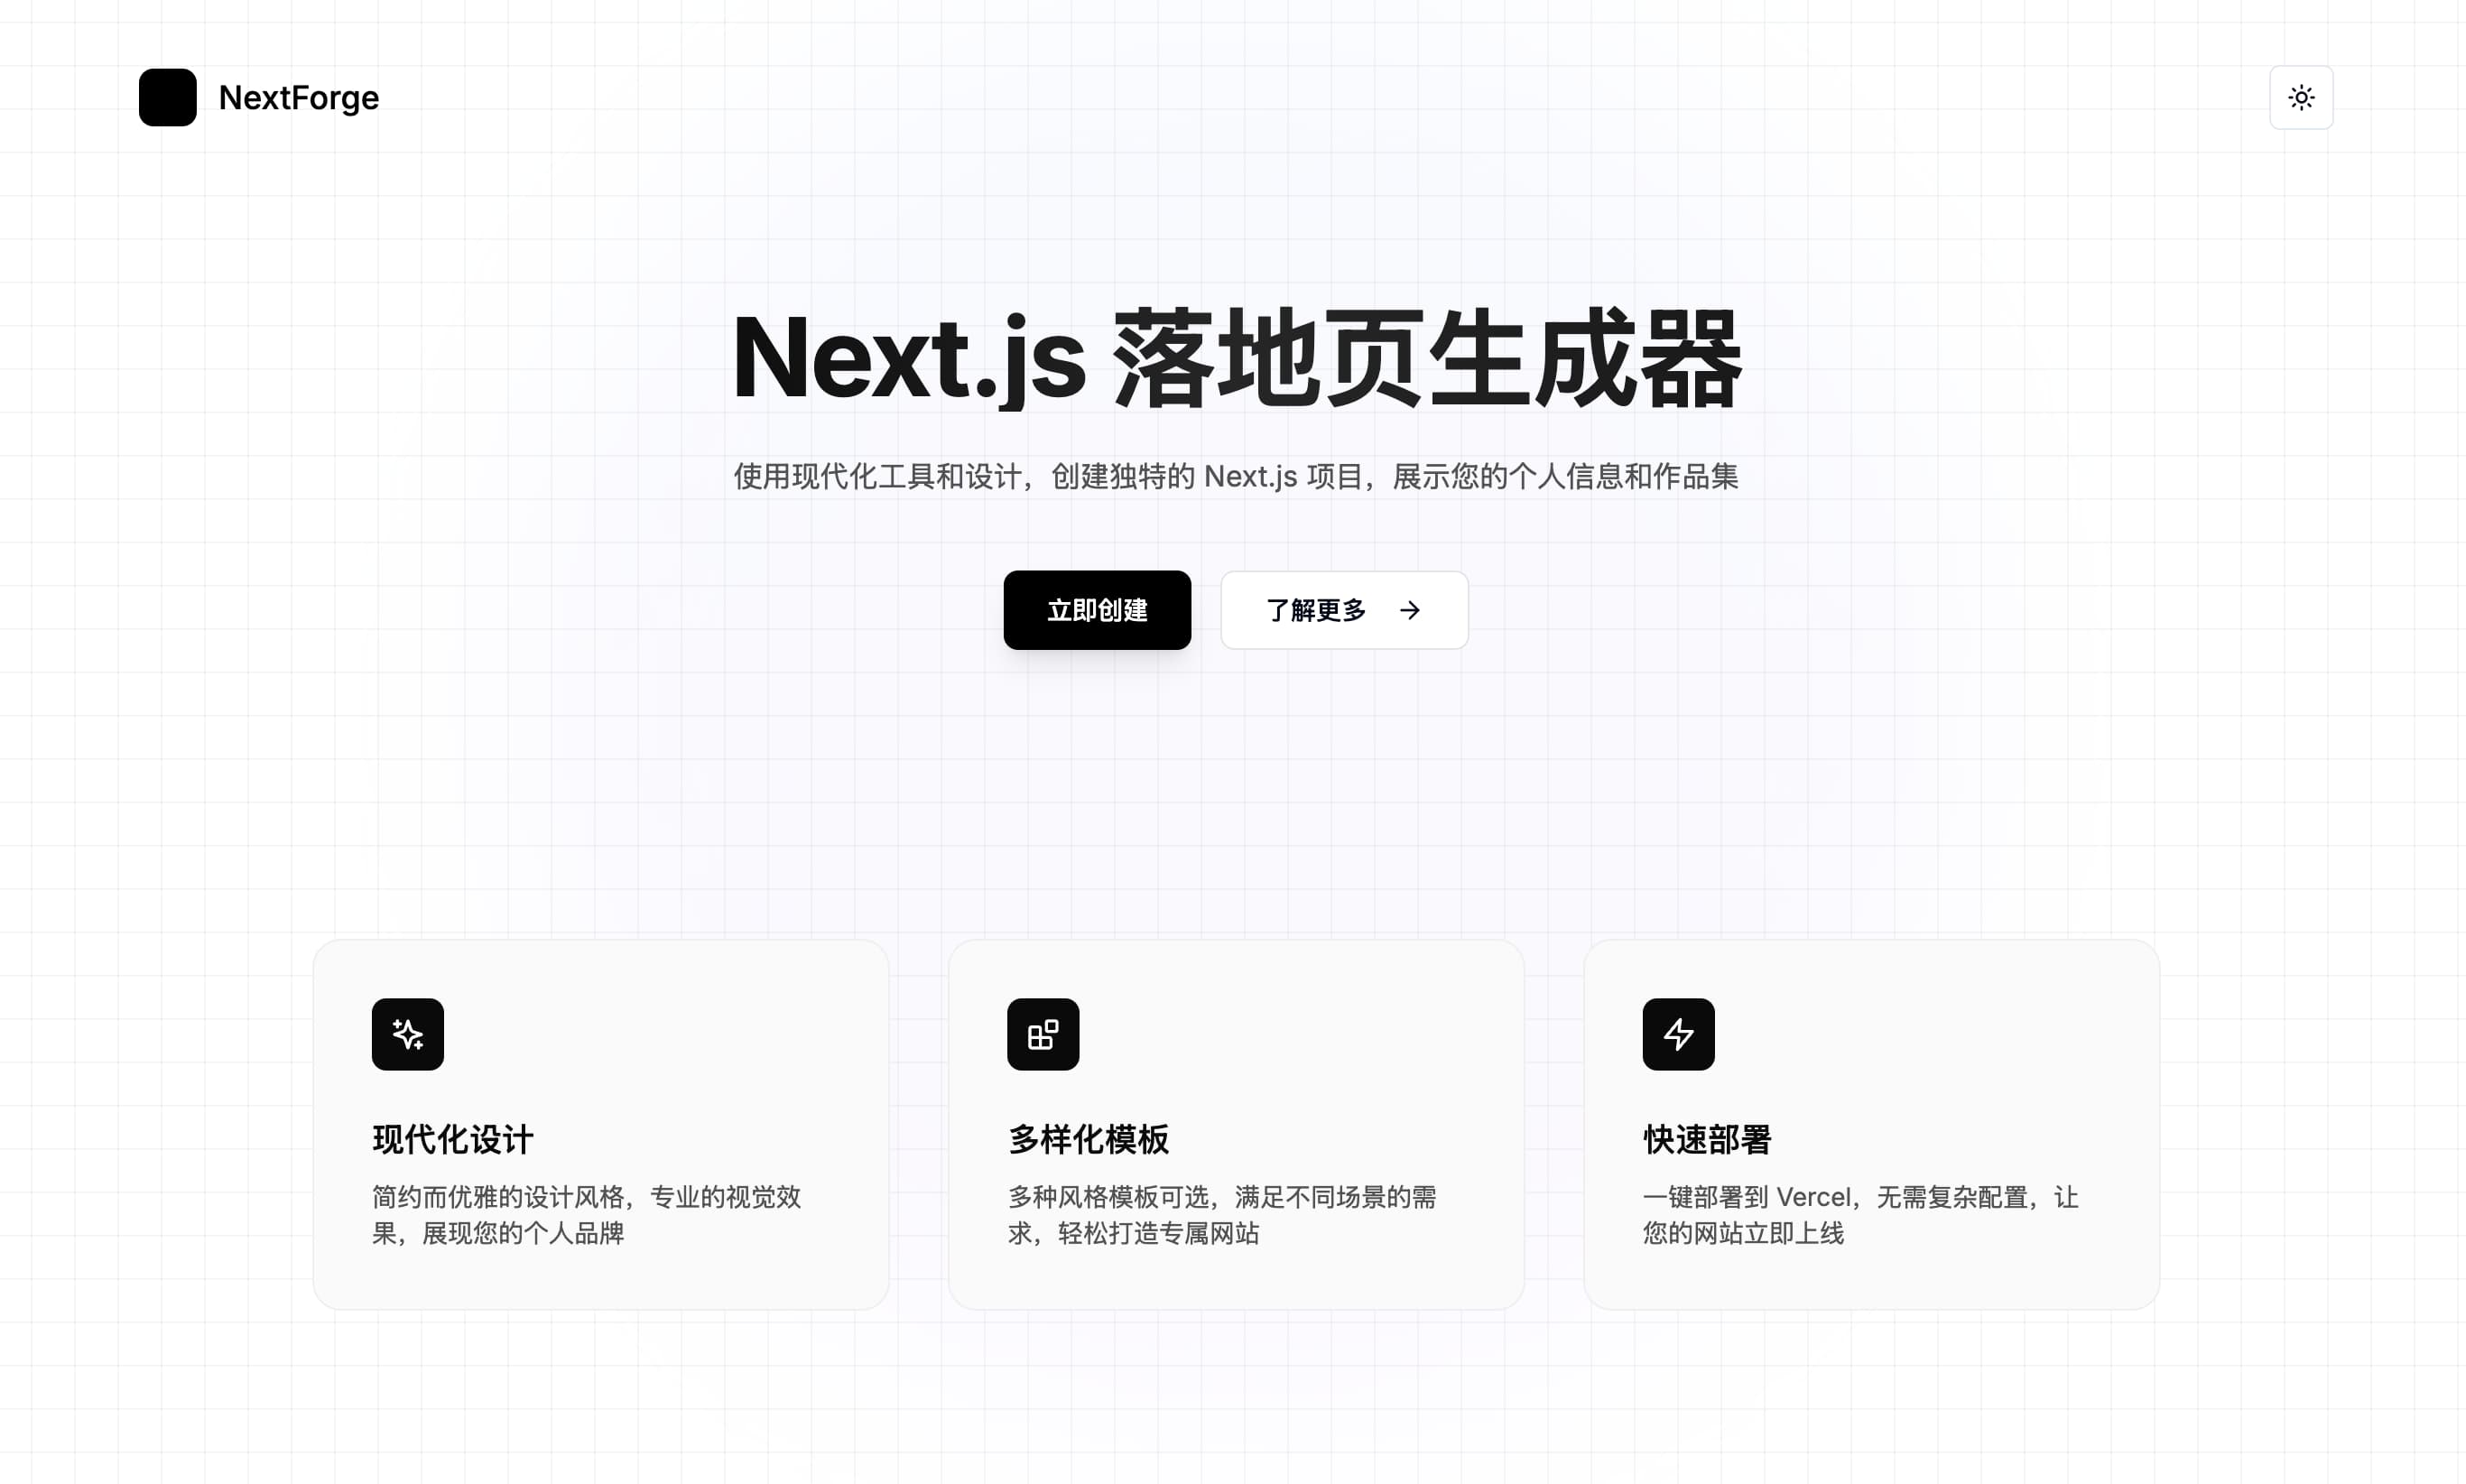 NextForge
Next.js 落地页生成器
使用现代化工具和设计，创建独特的 Next.js 项目，展示您的个人信息和作品集
立即创建
了解更多 →
现代化设计
简约而优雅的设计风格，专业的视觉效
果，展现您的个人品牌
多样化模板
多种风格模板可选，满足不同场景的需
求，轻松打造专属网站
快速部署
一键部署到 Vercel，无需复杂配置，让
您的网站立即上线